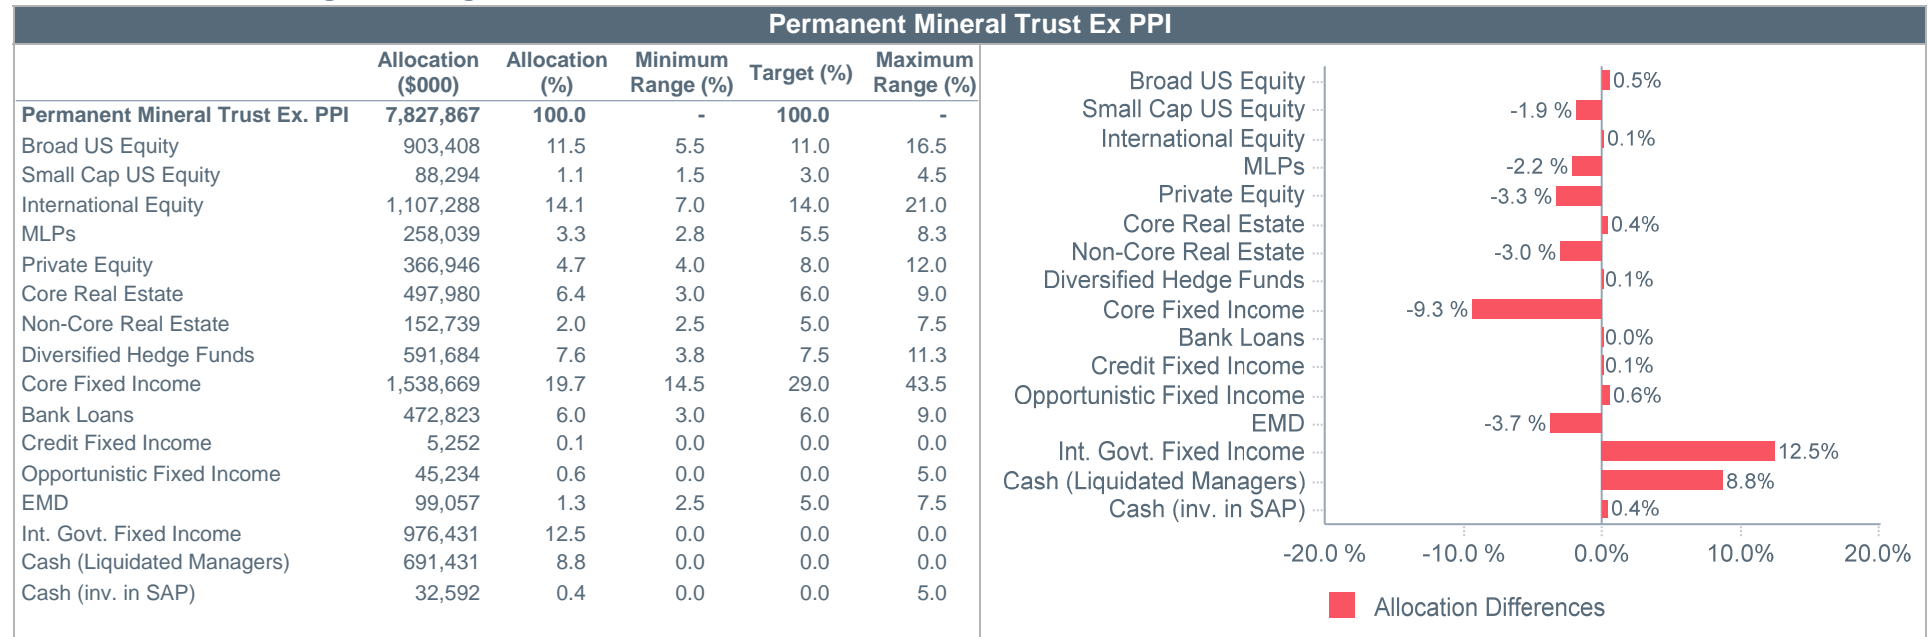 Permanent Mineral Trust Ex PPI
Allocation ($000) Allocation (%) Minimum Range (%) Target (%) Maximum Range (%)
Permanent Mineral Trust Ex. PPI 7,827,867 100.0 - 100.0 -
Broad US Equity 903,408 11.5 5.5 11.0 16.5
Small Cap US Equity 88,294 1.1 1.5 3.0 4.5
International Equity 1,107,288 14.1 7.0 14.0 21.0
MLPs 258,039 3.3 2.8 5.5 8.3
Private Equity 366,946 4.7 4.0 8.0 12.0
Core Real Estate 497,980 6.4 3.0 6.0 9.0
Non-Core Real Estate 152,739 2.0 2.5 5.0 7.5
Diversified Hedge Funds 591,684 7.6 3.8 7.5 11.3
Core Fixed Income 1,538,669 19.7 14.5 29.0 43.5
Bank Loans 472,823 6.0 3.0 6.0 9.0
Credit Fixed Income 5,252 0.1 0.0 0.0 0.0
Opportunistic Fixed Income 45,234 0.6 0.0 0.0 5.0
EMD 99,057 1.3 2.5 5.0 7.5
Int. Govt. Fixed Income 976,431 12.5 0.0 0.0 0.0
Cash (Liquidated Managers) 691,431 8.8 0.0 0.0 0.0
Cash (inv. in SAP) 32,592 0.4 0.0 0.0 5.0
Broad US Equity 0.5%
Small Cap US Equity -1.9 %
International Equity 0.1%
MLPs -2.2 %
Private Equity -3.3 %
Core Real Estate 0.4%
Non-Core Real Estate -3.0 %
Diversified Hedge Funds 0.1%
Core Fixed Income -9.3 %
Bank Loans 0.0%
Credit Fixed Income 0.1%
Opportunistic Fixed Income 0.6%
EMD -3.7 %
Int. Govt. Fixed Income 12.5%
Cash (Liquidated Managers) 8.8%
Cash (inv. in SAP) 0.4%
-20.0 % -10.0 % 0.0% 10.0% 20.0%
Allocation Differences